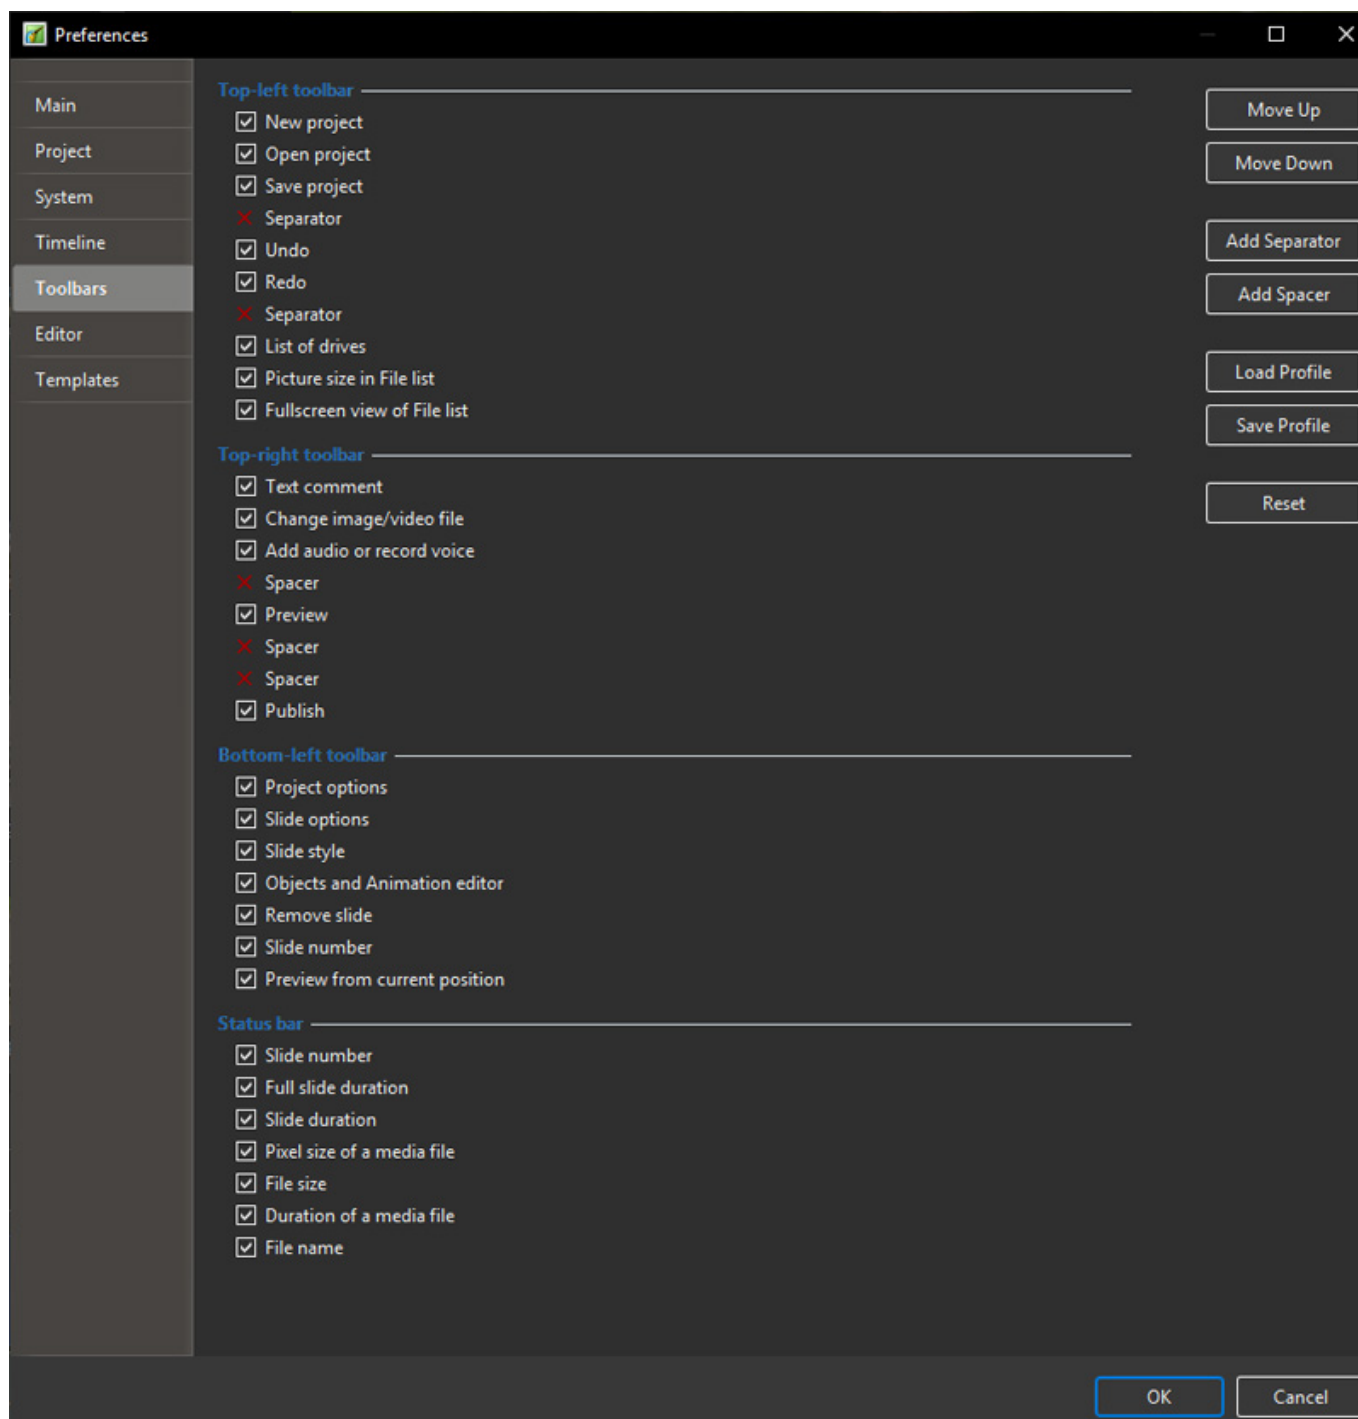 Preferences
Main
Project
System
Timeline
Toolbars
Editor
Templates
Top-left toolbar
New project
Open project
Save project
Separator
Undo
Redo
Separator
List of drives
Picture size in File list
Fullscreen view of File list
Top-right toolbar
Text comment
Change image/video file
Add audio or record voice
Spacer
Preview
Spacer
Spacer
Publish
Bottom-left toolbar
Project options
Slide options
Slide style
Objects and Animation editor
Remove slide
Slide number
Preview from current position
Status bar
Slide number
Full slide duration
Slide duration
Pixel size of a media file
File size
Duration of a media file
File name
Move Up
Move Down
Add Separator
Add Spacer
Load Profile
Save Profile
Reset
OK
Cancel